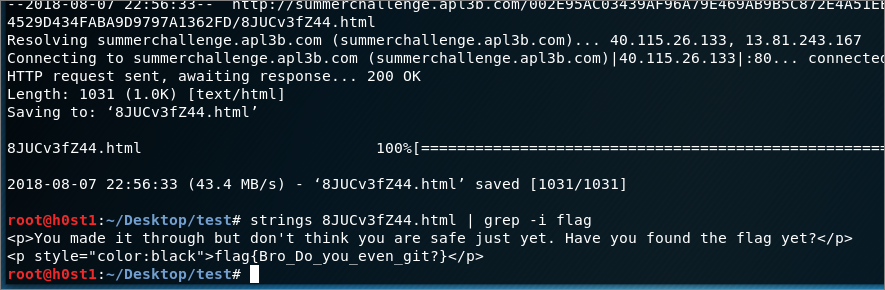 --2018-08-07 22:56:33-- http://summerchallenge.apl3b.com/002E95AC03439AF96A79E469AB9B5C872E4A51EE
4529D434FABA9D9797A1362FD/8JUCv3fZ44.html
Resolving summerchallenge.apl3b.com (summerchallenge.apl3b.com)... 40.115.26.133, 13.81.243.167
Connecting to summerchallenge.apl3b.com (summerchallenge.apl3b.com)|40.115.26.133|:80... connected
HTTP request sent, awaiting response... 200 OK
Length: 1031 (1.0K) [text/html]
Saving to: ‘8JUCv3fZ44.html’
8JUCv3fZ44.html 100%[====================================================
2018-08-07 22:56:33 (43.4 MB/s) - ‘8JUCv3fZ44.html’ saved [1031/1031]
root@h0st1:~/Desktop/test# strings 8JUCv3fZ44.html | grep -i flag
<p>You made it through but don't think you are safe just yet. Have you found the flag yet?</p>
<p style="color:black">flag{Bro_Do_you_even_git?}</p>
root@h0st1:~/Desktop/test#